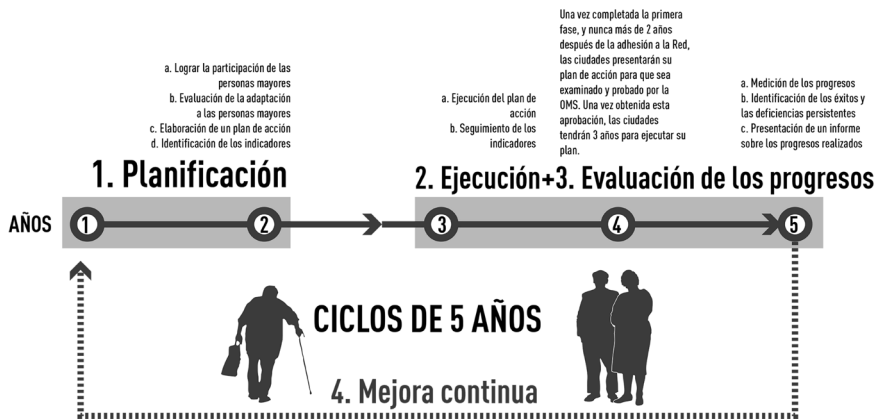 a. Lograr la participación de las
personas mayores
b. Evaluación de la adaptación
a las personas mayores
c. Elaboración de un plan de acción
d. Identificación de los indicadores
1. Planificación
a. Ejecución del plan de
acción
b. Seguimiento de los
indicadores
Una vez completada la primera
fase, y nunca más de 2 años
después de la adhesión a la Red,
las ciudades presentarán su
plan de acción para que sea
examinado y probado por la
OMS. Una vez obtenida esta
aprobación, las ciudades
tendrán 3 años para ejecutar su
plan.
a. Medición de los progresos
b. Identificación de los éxitos y
las deficiencias persistentes
c. Presentación de un informe
sobre los progresos realizados
2. Ejecución+3. Evaluación de los progresos
AÑOS 1 2 3 4 5
CICLOS DE 5 AÑOS
4. Mejora continua